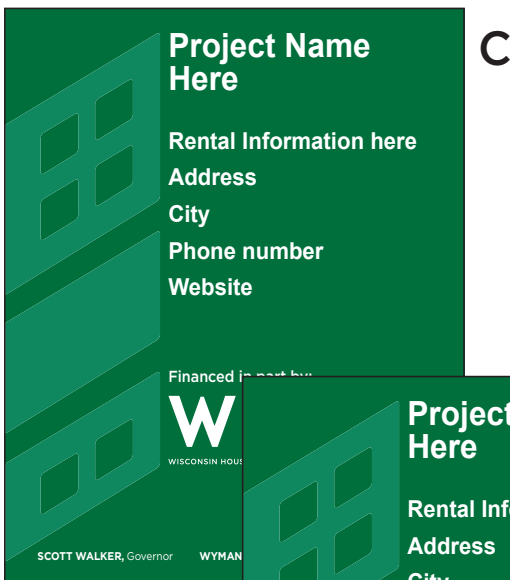 Project Name
Here
C
Rental Information here
Address
City
Phone number
Website
Financed in part by:
W
WISCONSIN HOUS
SCOTT WALKER, Governor WYMAN
Project
Here
Rental Inf
Address
City